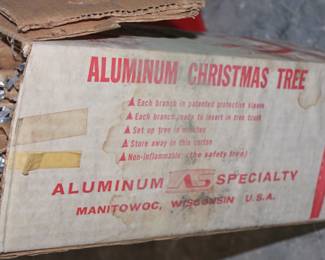 ALUMINUM CHRISTMAS TREE
Each branch in patented protective sleeve
Each branch ready to insert in tree trunk
Set up tree in minutes
Store away in this carton
Non-inflammable (the safety tree)
ALUMINUM AS SPECIALTY
MANITOWOC, WISCONSIN U.S.A.